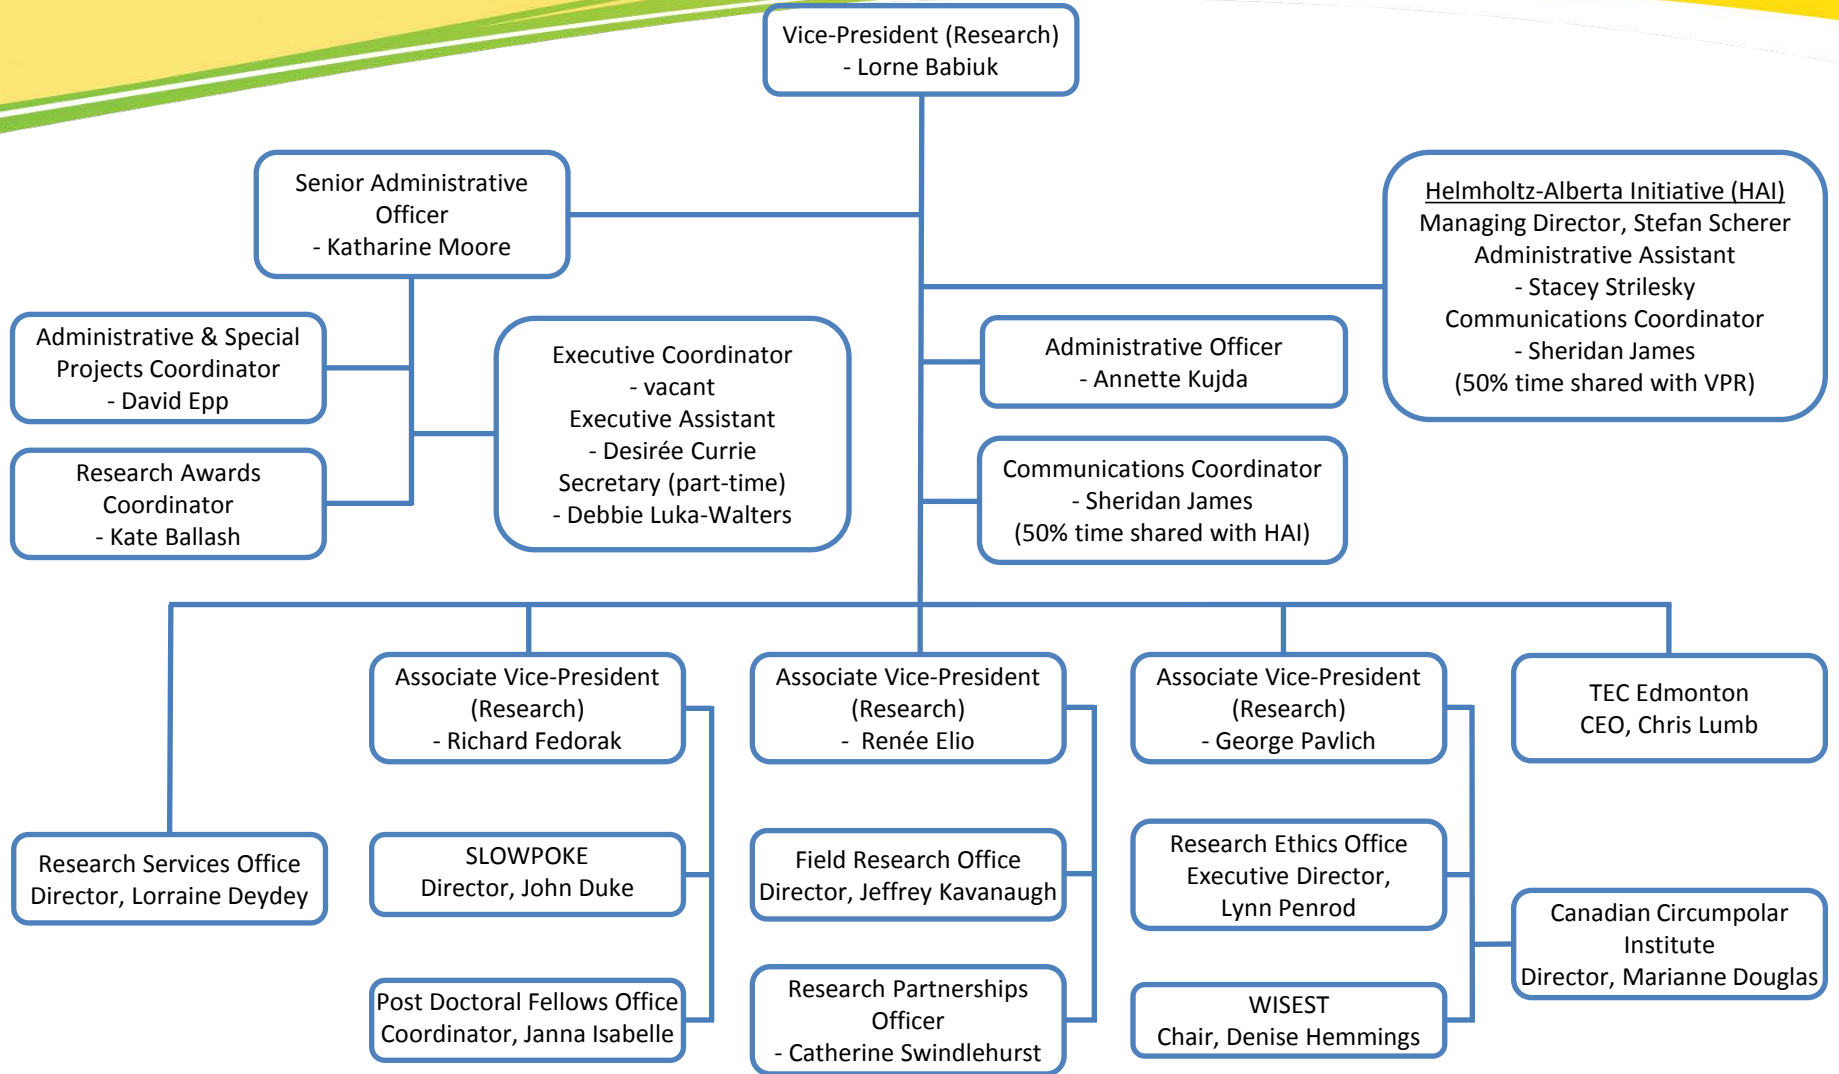 Vice-President (Research)
- Lorne Babiuk
Senior Administrative
Officer
- Katharine Moore
Helmholtz-Alberta Initiative (HAI)
Managing Director, Stefan Scherer
Administrative Assistant
- Stacey Strilesky
Communications Coordinator
- Sheridan James
(50% time shared with VPR)
Administrative & Special
Projects Coordinator
- David Epp
Executive Coordinator
- vacant
Executive Assistant
- Desirée Currie
Secretary (part-time)
- Debbie Luka-Walters
Administrative Officer
- Annette Kujda
Research Awards
Coordinator
- Kate Ballash
Communications Coordinator
- Sheridan James
(50% time shared with HAI)
Associate Vice-President
(Research)
- Richard Fedorak
Associate Vice-President
(Research)
- Renée Elio
Associate Vice-President
(Research)
- George Pavlich
TEC Edmonton
CEO, Chris Lumb
Research Services Office
Director, Lorraine Deydey
SLOWPOKE
Director, John Duke
Field Research Office
Director, Jeffrey Kavanaugh
Research Ethics Office
Executive Director,
Lynn Penrod
Canadian Circumpolar
Institute
Director, Marianne Douglas
Post Doctoral Fellows Office
Coordinator, Janna Isabelle
Research Partnerships
Officer
- Catherine Swindlehurst
WISEST
Chair, Denise Hemmings